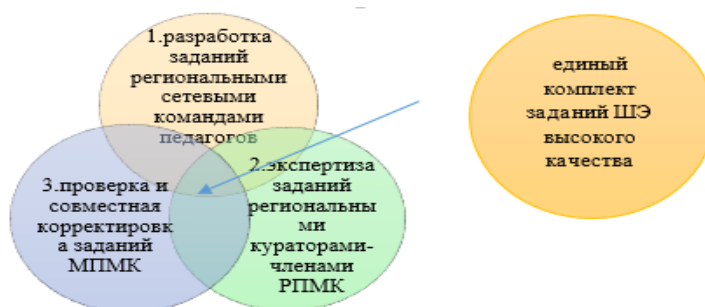 1.разработка
заданий
региональными
сетевыми
командами
педагогов
единый
комплект
заданий ШЭ
высокого
качества
2.экспертиза
заданий
региональны
ми
кураторами-
членами
РПМК
3.проверка и
совместная
корректировк
а заданий
МПМК